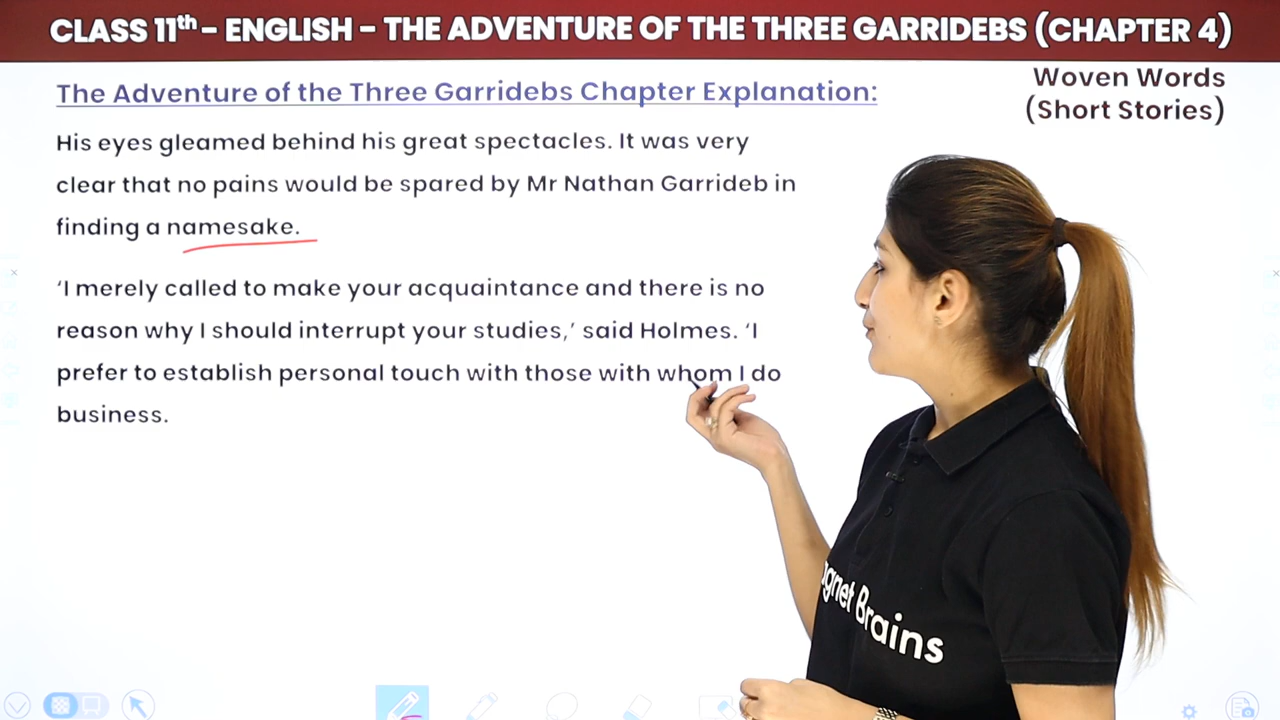 CLASS 11th - ENGLISH - THE ADVENTURE OF THE THREE GARRIDEBS (CHAPTER 4)
The Adventure of the Three Garridebs Chapter Explanation:
Woven Words
(Short Stories)
His eyes gleamed behind his great spectacles. It was very
clear that no pains would be spared by Mr Nathan Garrideb in
finding a namesake.
‘I merely called to make your acquaintance and there is no
reason why I should interrupt your studies,’ said Holmes. ‘I
prefer to establish personal touch with those with whom I do
business.
gnet Brains